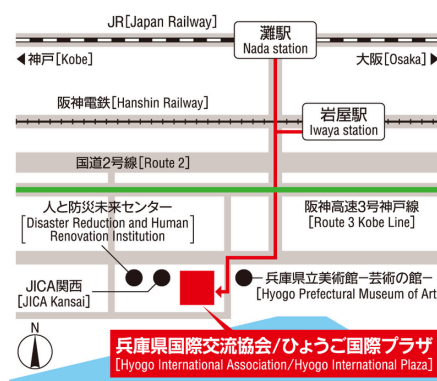 JR[Japan Railway]
灘駅
Nada station
◀神戸[Kobe]
大阪[Osaka]▶
阪神電鉄[Hanshin Railway]
岩屋駅
Iwaya station
国道2号線[Route 2]
人と防災未来センター
[Disaster Reduction and Human
Renovation Institution]
阪神高速3号神戸線
[Route 3 Kobe Line]
JICA関西
[JICA Kansai]
兵庫県立美術館−芸術の館−
[Hyogo Prefectural Museum of Art]
N
兵庫県国際交流協会/ひょうご国際プラザ
[Hyogo International Association/Hyogo International Plaza]